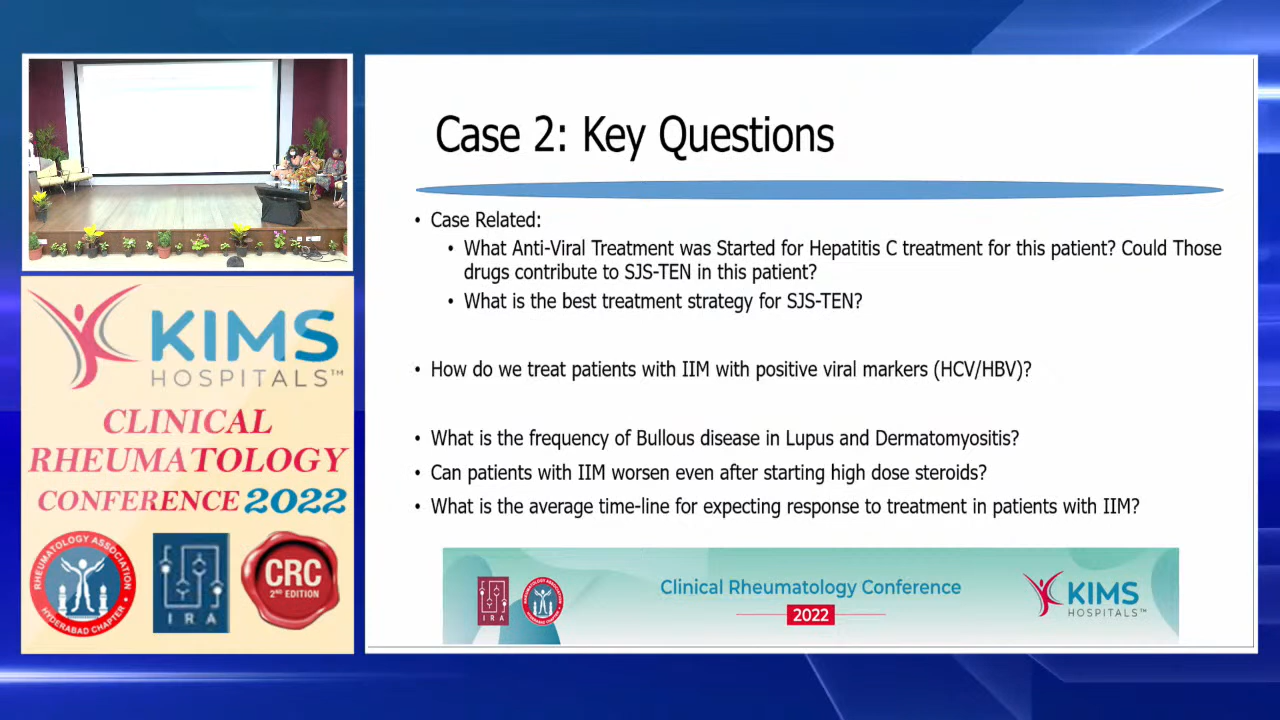 Case 2: Key Questions
• Case Related:
• What Anti-Viral Treatment was Started for Hepatitis C treatment for this patient? Could Those
drugs contribute to SJS-TEN in this patient?
• What is the best treatment strategy for SJS-TEN?
• How do we treat patients with IIM with positive viral markers (HCV/HBV)?
• What is the frequency of Bullous disease in Lupus and Dermatomyositis?
• Can patients with IIM worsen even after starting high dose steroids?
• What is the average time-line for expecting response to treatment in patients with IIM?
KIMS
HOSPITALS™
CLINICAL
RHEUMATOLOGY
CONFERENCE 2022
RHEUMATOLOGY ASSOCIATION
HYDERABAD CHAPTER
IRA
CRC
2ND EDITION
IRA
Clinical Rheumatology Conference
2022
KIMS
HOSPITALS™